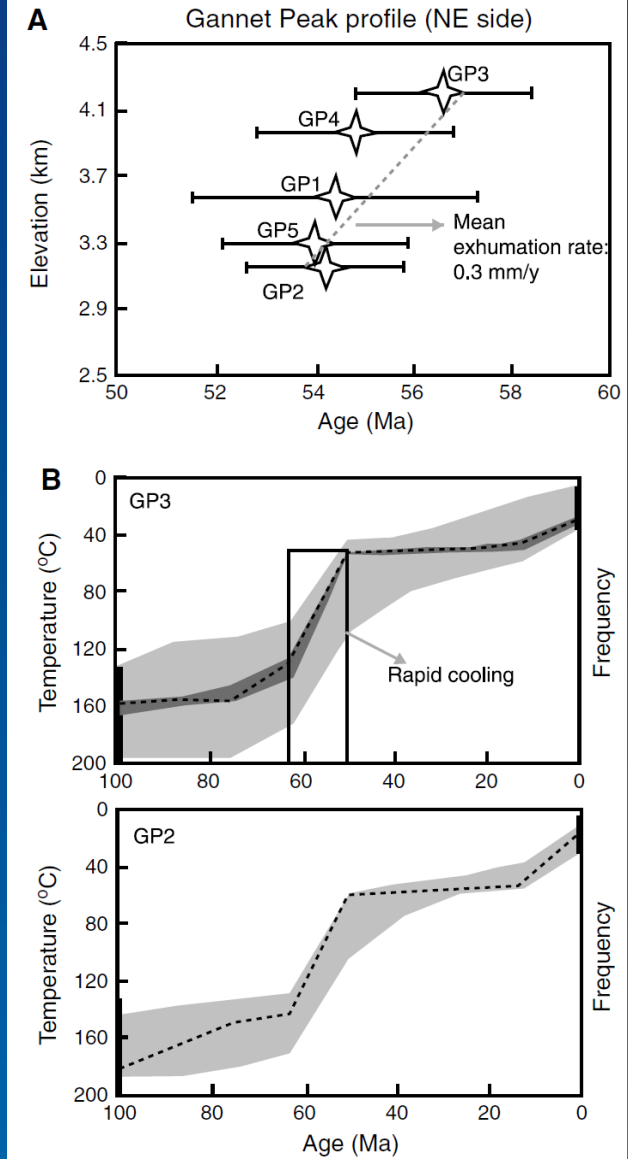 A
Gannet Peak profile (NE side)
4.5
4.1
3.7
3.3
2.9
2.5
Elevation (km)
GP3
GP4
GP1
GP5
GP2
Mean
exhumation rate:
0.3 mm/y
50
52
54
56
58
60
Age (Ma)
B
GP3
0
40
80
120
160
200
Temperature (ºC)
Frequency
Rapid cooling
100
80
60
40
20
0
GP2
0
40
80
120
160
200
Temperature (ºC)
Frequency
100
80
60
40
20
0
Age (Ma)